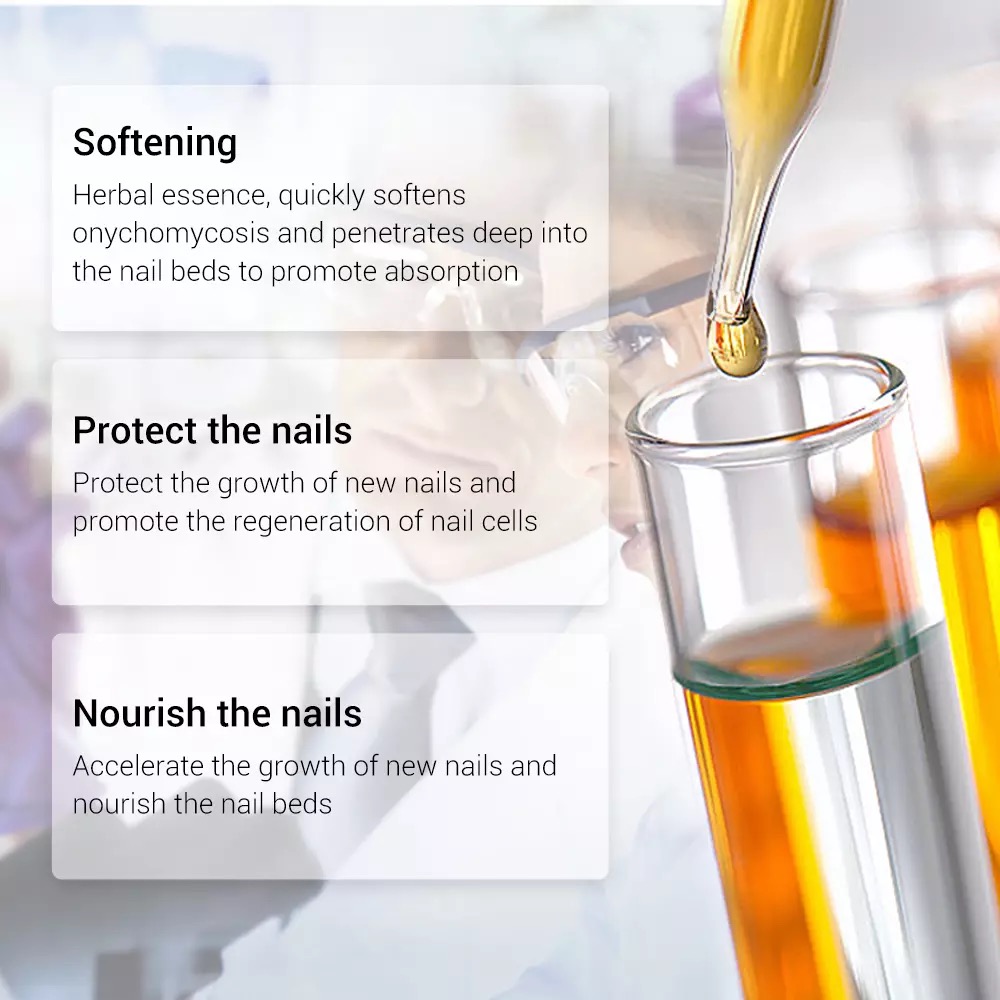 Softening
Herbal essence, quickly softens
onychomycosis and penetrates deep into
the nail beds to promote absorption
Protect the nails
Protect the growth of new nails and
promote the regeneration of nail cells
Nourish the nails
Accelerate the growth of new nails and
nourish the nail beds